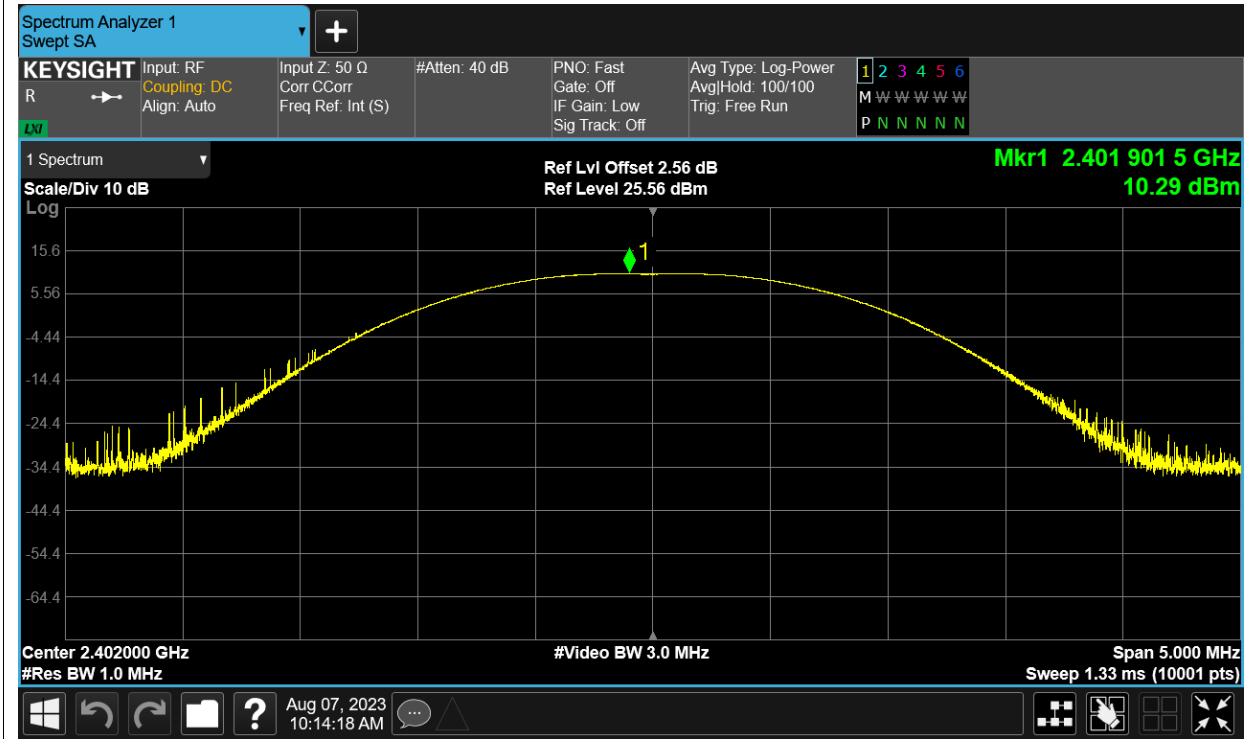 Spectrum Analyzer 1
Swept SA
KEYSIGHT
R
LXI
Input: RF
Coupling: DC
Align: Auto
Input Z: 50 Ω
Corr CCorr
Freq Ref: Int (S)
#Atten: 40 dB
PNO: Fast
Gate: Off
IF Gain: Low
Sig Track: Off
Avg Type: Log-Power
Avg|Hold: 100/100
Trig: Free Run
1 2 3 4 5 6
M W W W W W
P N N N N N
1 Spectrum
Scale/Div 10 dB
Ref Lvl Offset 2.56 dB
Ref Level 25.56 dBm
Mkr1 2.401 901 5 GHz
10.29 dBm
Log
1
15.6
5.56
-4.44
-14.4
-24.4
-34.4
-44.4
-54.4
-64.4
Center 2.402000 GHz
#Video BW 3.0 MHz
Span 5.000 MHz
#Res BW 1.0 MHz
Sweep 1.33 ms (10001 pts)
?
Aug 07, 2023
10:14:18 AM